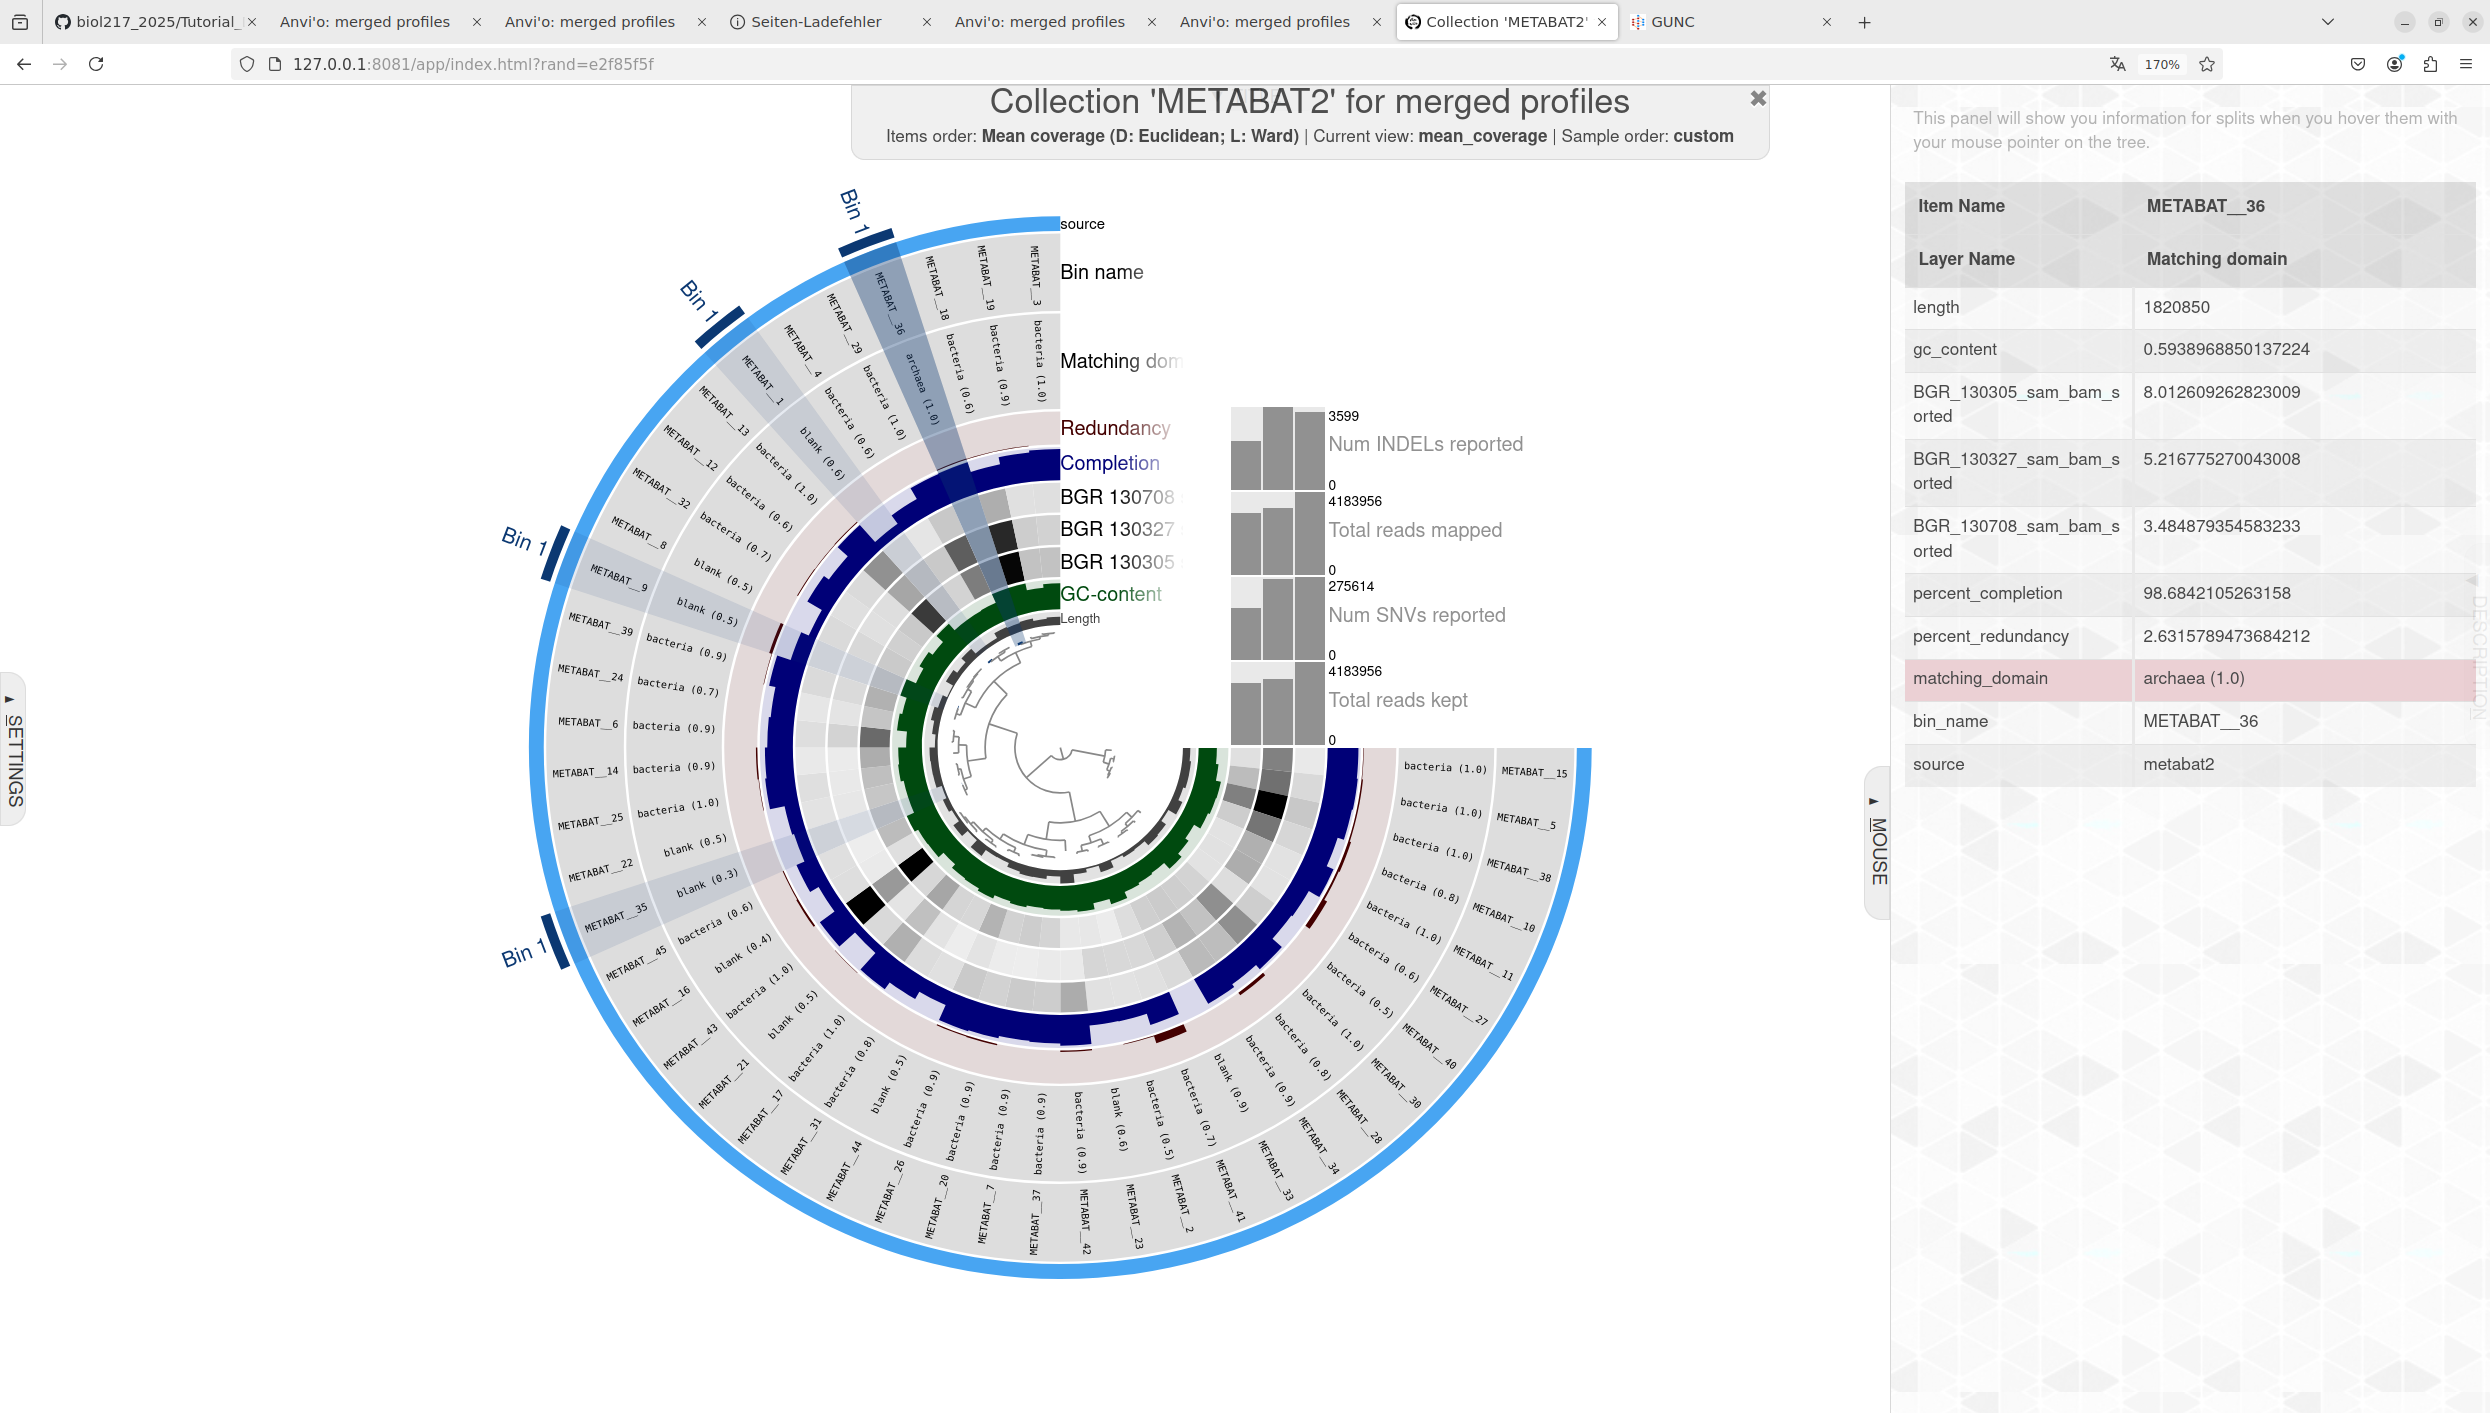 biol217_2025/Tutorial_
Anvi'o: merged profiles
Anvi'o: merged profiles
Seiten-Ladefehler
Anvi'o: merged profiles
Anvi'o: merged profiles
Collection 'METABAT2'
GUNC
127.0.0.1:8081/app/index.html?rand=e2f85f5f
170%
Collection 'METABAT2' for merged profiles
Items order: Mean coverage (D: Euclidean; L: Ward) | Current view: mean_coverage | Sample order: custom
SETTINGS
Bin 1
Bin 1
Bin 1
Bin 1
source
Bin name
Matching dom
Redundancy
Completion
BGR 130708
BGR 130327
BGR 130305
GC-content
Length
3599
Num INDELs reported
0
4183956
Total reads mapped
0
275614
Num SNVs reported
0
4183956
Total reads kept
0
METABAT__15
bacteria (1.0)
METABAT__5
bacteria (1.0)
METABAT__38
bacteria (1.0)
METABAT__10
bacteria (0.8)
METABAT__11
bacteria (1.0)
METABAT__27
bacteria (0.6)
METABAT__40
bacteria (0.5)
METABAT__30
bacteria (1.0)
METABAT__28
bacteria (0.8)
METABAT__34
bacteria (0.9)
METABAT__33
blank (0.9)
METABAT__41
bacteria (0.7)
METABAT__2
bacteria (0.5)
METABAT__23
blank (0.6)
METABAT__42
bacteria (0.9)
METABAT__37
bacteria (0.9)
METABAT__7
bacteria (0.9)
METABAT__20
bacteria (0.9)
METABAT__26
bacteria (0.9)
METABAT__44
blank (0.5)
METABAT__31
bacteria (0.8)
METABAT__17
bacteria (1.0)
METABAT__21
blank (0.5)
METABAT__43
bacteria (1.0)
METABAT__16
blank (0.4)
METABAT__45
bacteria (0.6)
METABAT__35
blank (0.3)
METABAT__22
blank (0.5)
METABAT__25
bacteria (1.0)
METABAT__14
bacteria (0.9)
METABAT__6
bacteria (0.9)
METABAT__24
bacteria (0.7)
METABAT__39
bacteria (0.9)
METABAT__9
blank (0.5)
METABAT__8
blank (0.5)
METABAT__32
bacteria (0.7)
METABAT__12
bacteria (0.6)
METABAT__13
bacteria (1.0)
METABAT__1
blank (0.6)
METABAT__4
bacteria (0.6)
METABAT__29
bacteria (1.0)
METABAT__36
archaea (1.0)
METABAT__18
bacteria (0.6)
METABAT__19
bacteria (0.9)
METABAT__3
bacteria (1.0)
MOUSE
This panel will show you information for splits when you hover them with
your mouse pointer on the tree.
Item Name METABAT__36
Layer Name Matching domain
length 1820850
gc_content 0.5938968850137224
BGR_130305_sam_bam_s 8.012609262823009
orted
BGR_130327_sam_bam_s 5.216775270043008
orted
BGR_130708_sam_bam_s 3.484879354583233
orted
percent_completion 98.6842105263158
percent_redundancy 2.6315789473684212
matching_domain archaea (1.0)
bin_name METABAT__36
source metabat2
DESCRIPTION